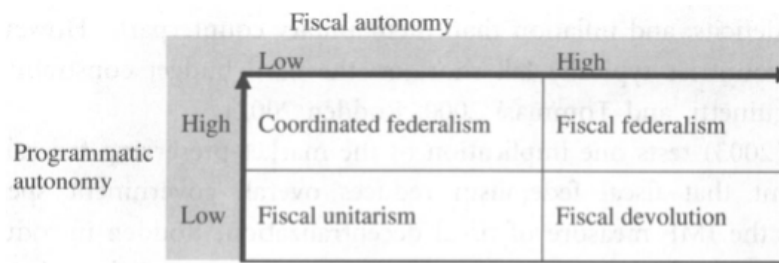 Fiscal autonomy
Low High
High Coordinated federalism Fiscal federalism
Programmatic
autonomy
Low Fiscal unitarism Fiscal devolution